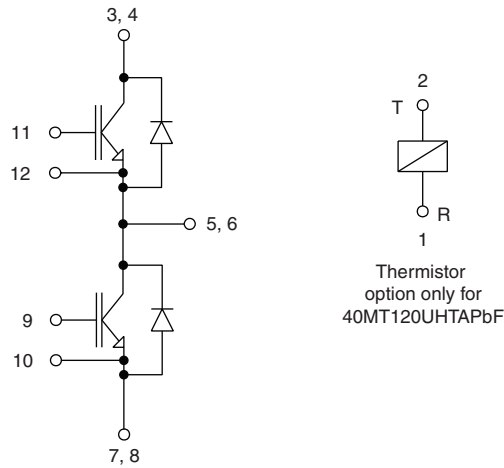 3, 4
11
12
5, 6
9
10
7, 8
2
T
R
1
Thermistor
option only for
40MT120UHTAPbF